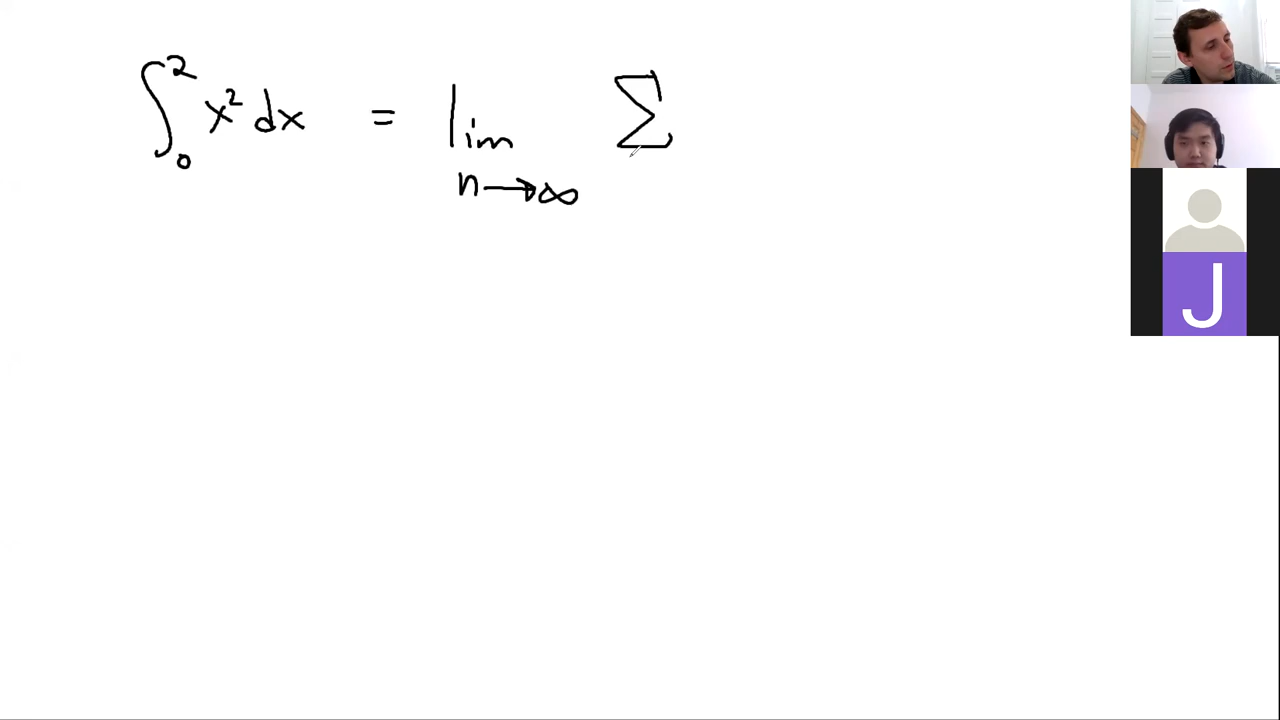 ∫₀² x² dx = lim n→∞ Σ
J